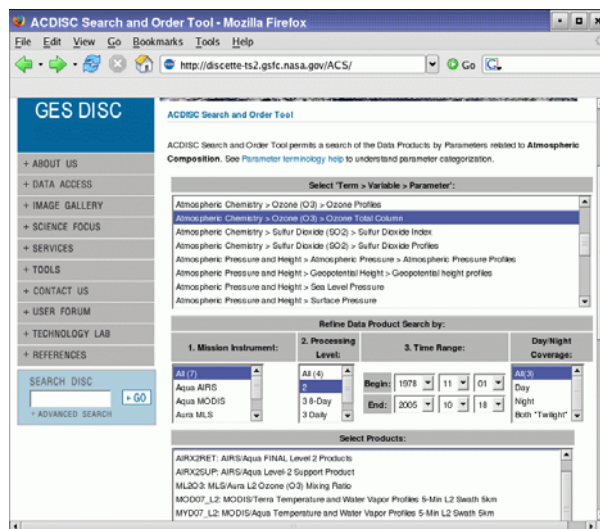 ACDISC Search and Order Tool - Mozilla Firefox
File Edit View Go Bookmarks Tools Help
http://discette-ts2.gsfc.nasa.gov/ACS/
Go
GES DISC
+ ABOUT US
+ DATA ACCESS
+ IMAGE GALLERY
+ SCIENCE FOCUS
+ SERVICES
+ TOOLS
+ CONTACT US
+ USER FORUM
+ TECHNOLOGY LAB
+ REFERENCES
SEARCH DISC
GO
+ ADVANCED SEARCH
ACDISC Search and Order Tool
ACDISC Search and Order Tool permits a search of the Data Products by Parameters related to Atmospheric
Composition. See Parameter terminology help to understand parameter categorization.
Select 'Term > Variable > Parameter':
Atmospheric Chemistry > Ozone (O3) > Ozone Profiles
Atmospheric Chemistry > Ozone (O3) > Ozone Total Column
Atmospheric Chemistry > Sulfur Dioxide (SO2) > Sulfur Dioxide Index
Atmospheric Chemistry > Sulfur Dioxide (SO2) > Sulfur Dioxide Profiles
Atmospheric Pressure and Height > Atmospheric Pressure > Atmospheric Pressure Profiles
Atmospheric Pressure and Height > Geopotential Height > Geopotential height profiles
Atmospheric Pressure and Height > Sea Level Pressure
Atmospheric Pressure and Height > Surface Pressure
Refine Data Product Search by:
1. Mission Instrument:
2. Processing Level:
3. Time Range:
Day/Night Coverage:
All (7)
Aqua AIRS
Aqua MODIS
Aura MLS
All (4)
2
3 8-Day
3 Daily
Begin: 1978 11 01
End: 2005 10 18
All(3)
Day
Night
Both "Twilight"
Select Products:
AIRX2RET: AIRS/Aqua FINAL Level 2 Products
AIRX2SUP: AIRS/Aqua Level-2 Support Product
ML2O3: MLS/Aura L2 Ozone (O3) Mixing Ratio
MOD07_L2: MODIS/Terra Temperature and Water Vapor Profiles 5-Min L2 Swath 5km
MYD07_L2: MODIS/Aqua Temperature and Water Vapor Profiles 5-Min L2 Swath 5km